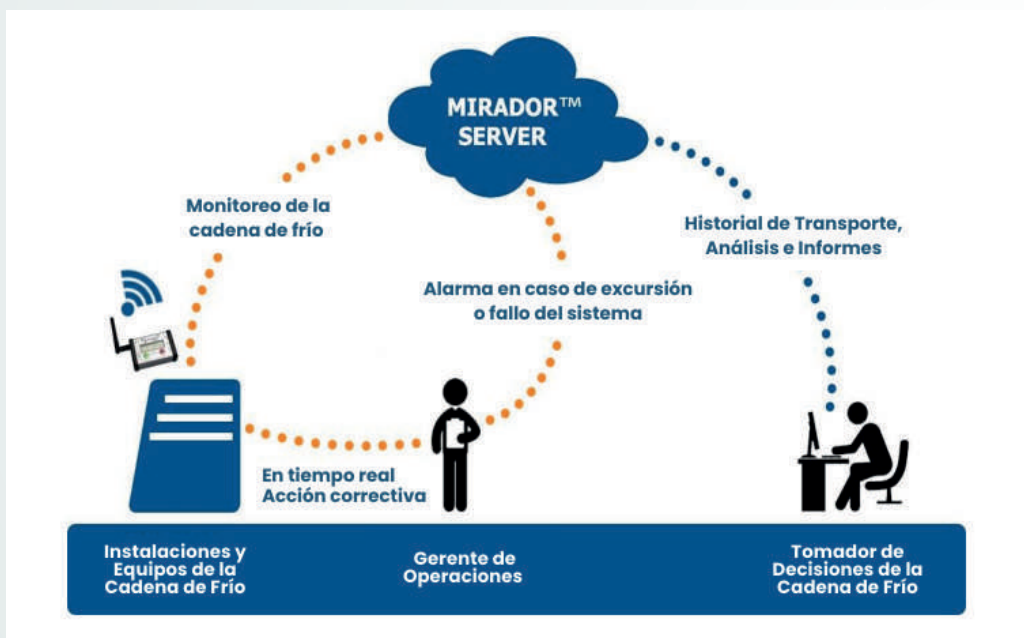 MIRADOR™
SERVER
Monitoreo de la
cadena de frío
Historial de Transporte,
Análisis e Informes
Alarma en caso de excursión
o fallo del sistema
En tiempo real
Acción correctiva
Instalaciones y
Equipos de la
Cadena de Frío
Gerente de
Operaciones
Tomador de
Decisiones de la
Cadena de Frío